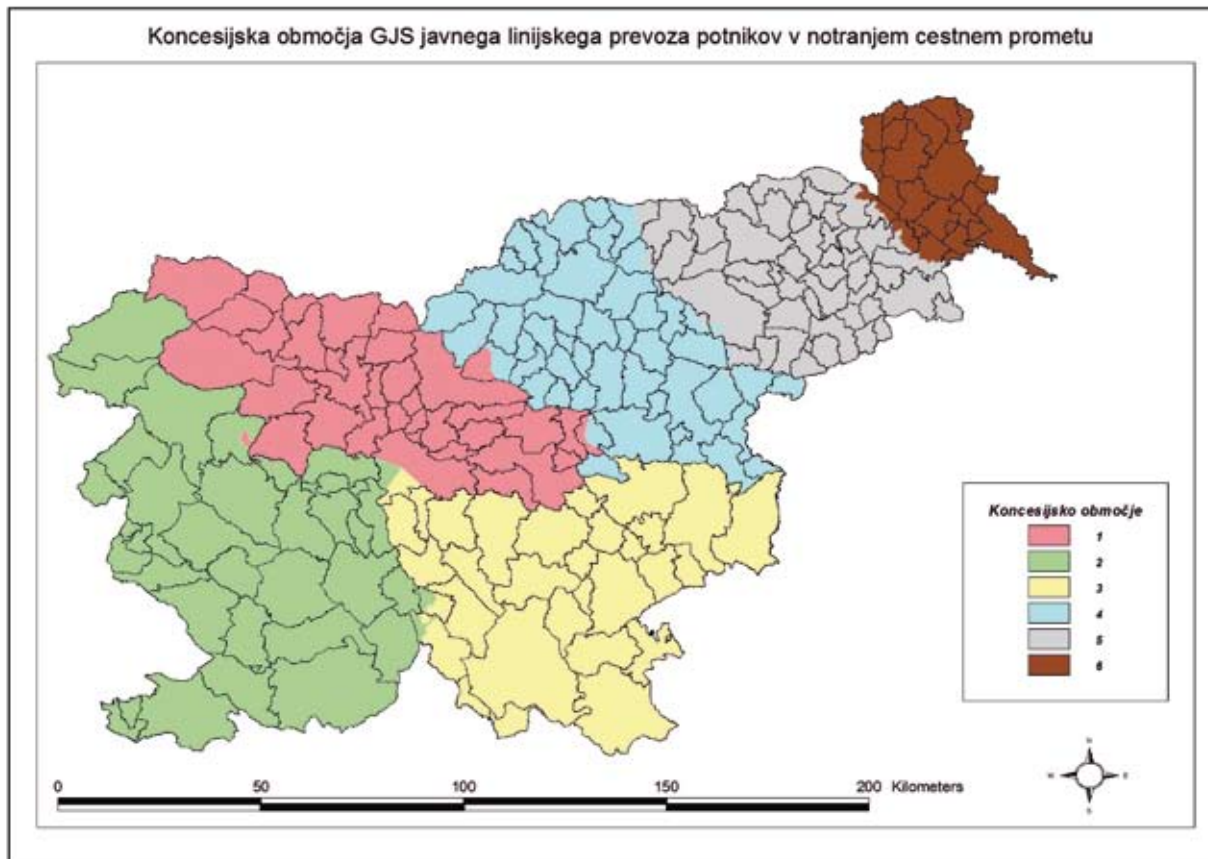 Koncesijska območja GJS javnega linijskega prevoza potnikov v notranjem cestnem prometu
Koncesijsko območje
1
2
3
4
5
6
N
W E
S
0 50 100 150 200 Kilometers